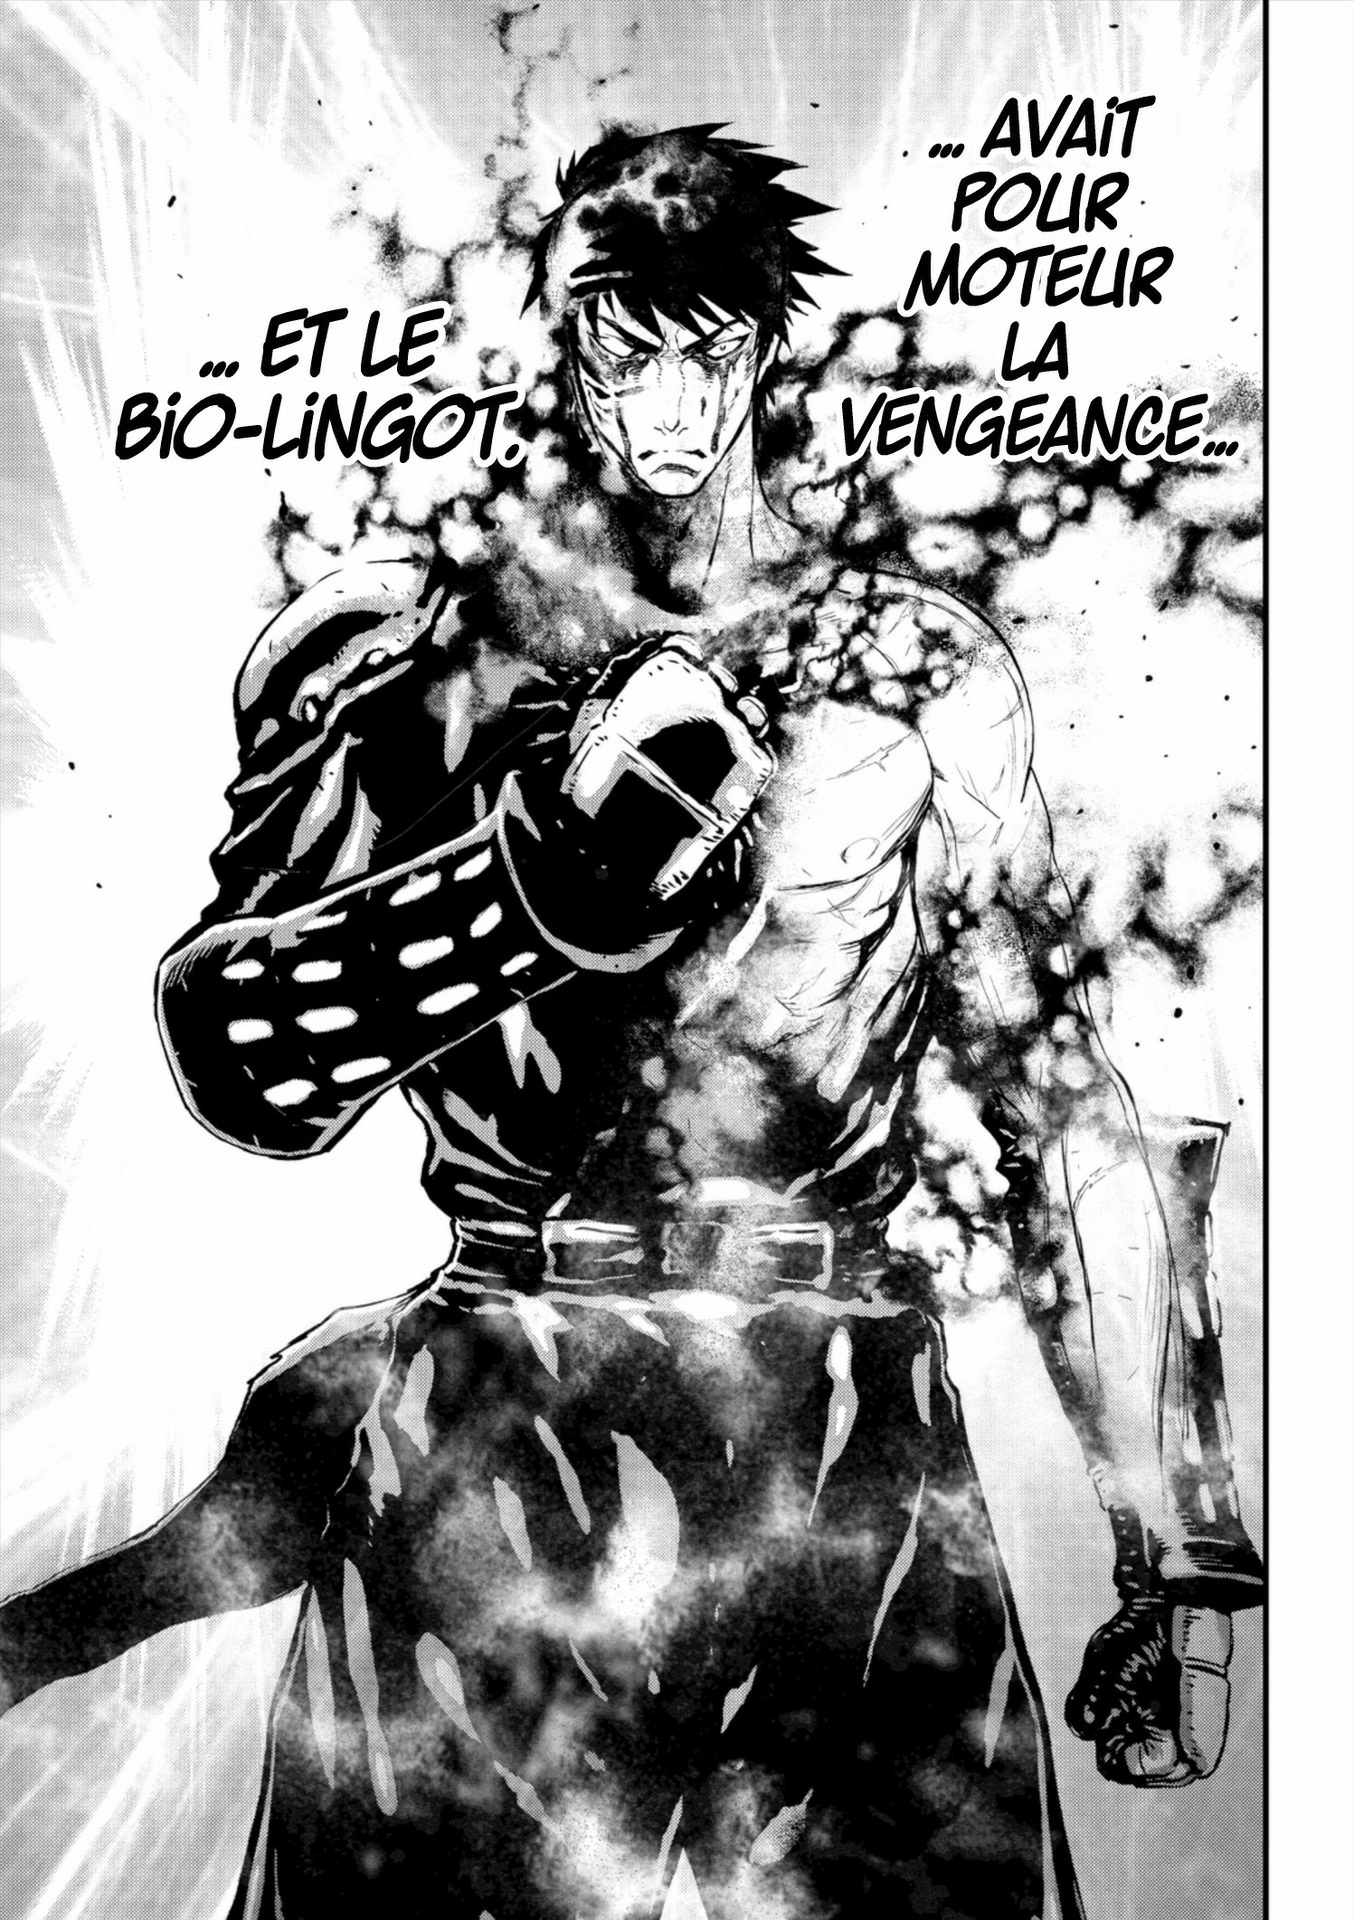 ... AVAIT
POUR
MOTEUR
LA
VENGEANCE...
... ET LE
BIO-LINGOT.